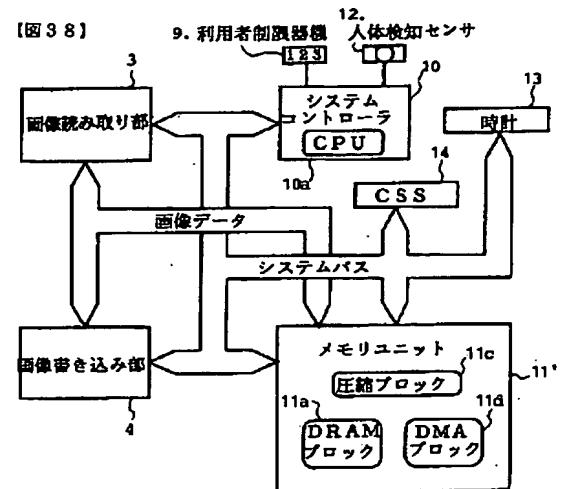 【図38】
9. 利用者制限器機
123
12. 人体検知センサ
3
画像読み取り部
システム
コントローラ
CPU
10
10a
13
時計
14
CSS
画像データ
システムバス
画像書き込み部
4
メモリユニット
11c
圧縮ブロック
11'
11a
DRAM
ブロック
11d
DMA
ブロック